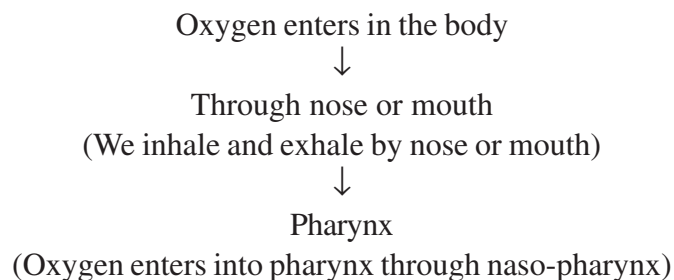 Oxygen enters in the body
↓
Through nose or mouth
(We inhale and exhale by nose or mouth)
↓
Pharynx
(Oxygen enters into pharynx through naso-pharynx)